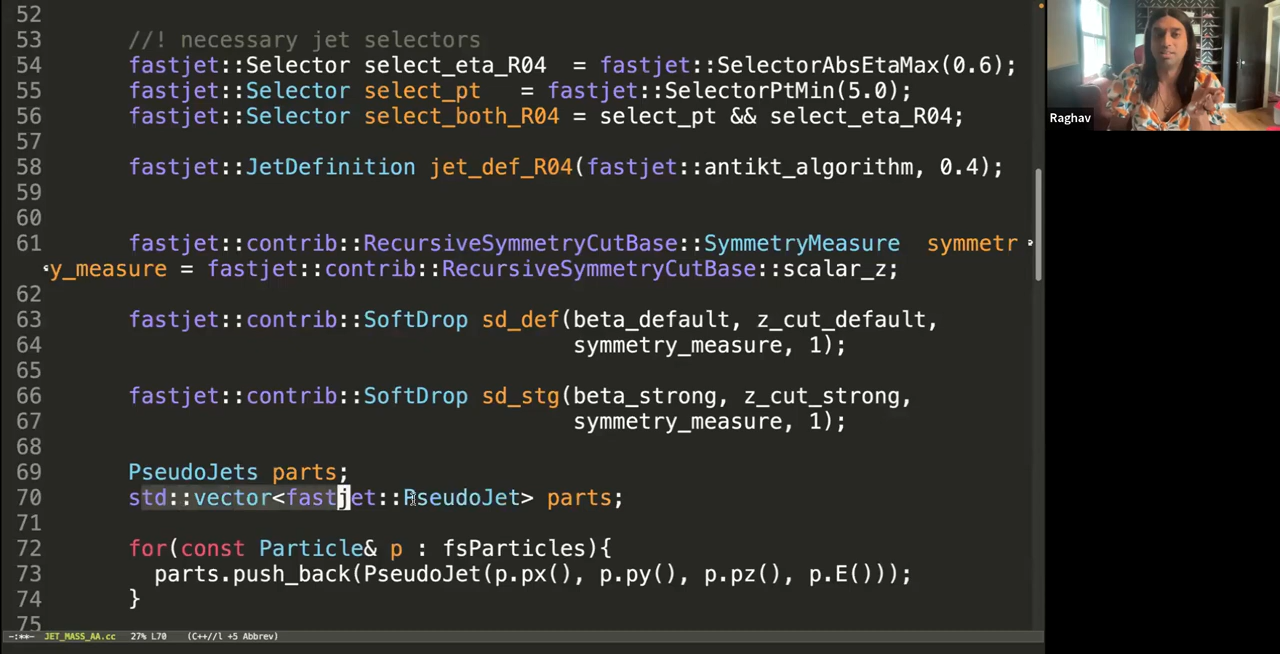 52
53 //! necessary jet selectors
54 fastjet::Selector select_eta_R04  = fastjet::SelectorAbsEtaMax(0.6);
55 fastjet::Selector select_pt   = fastjet::SelectorPtMin(5.0);
56 fastjet::Selector select_both_R04 = select_pt && select_eta_R04;
57
58 fastjet::JetDefinition jet_def_R04(fastjet::antikt_algorithm, 0.4);
59
60
61 fastjet::contrib::RecursiveSymmetryCutBase::SymmetryMeasure  symmetr
y_measure = fastjet::contrib::RecursiveSymmetryCutBase::scalar_z;
62
63 fastjet::contrib::SoftDrop sd_def(beta_default, z_cut_default,
64 symmetry_measure, 1);
65
66 fastjet::contrib::SoftDrop sd_stg(beta_strong, z_cut_strong,
67 symmetry_measure, 1);
68
69 PseudoJets parts;
70 std::vector<fastjet::PseudoJet> parts;
71
72 for(const Particle& p : fsParticles){
73 parts.push_back(PseudoJet(p.px(), p.py(), p.pz(), p.E()));
74 }
75
-:**- JET_MASS_AA.cc 27% L70 (C++//l +5 Abbrev)
Raghav